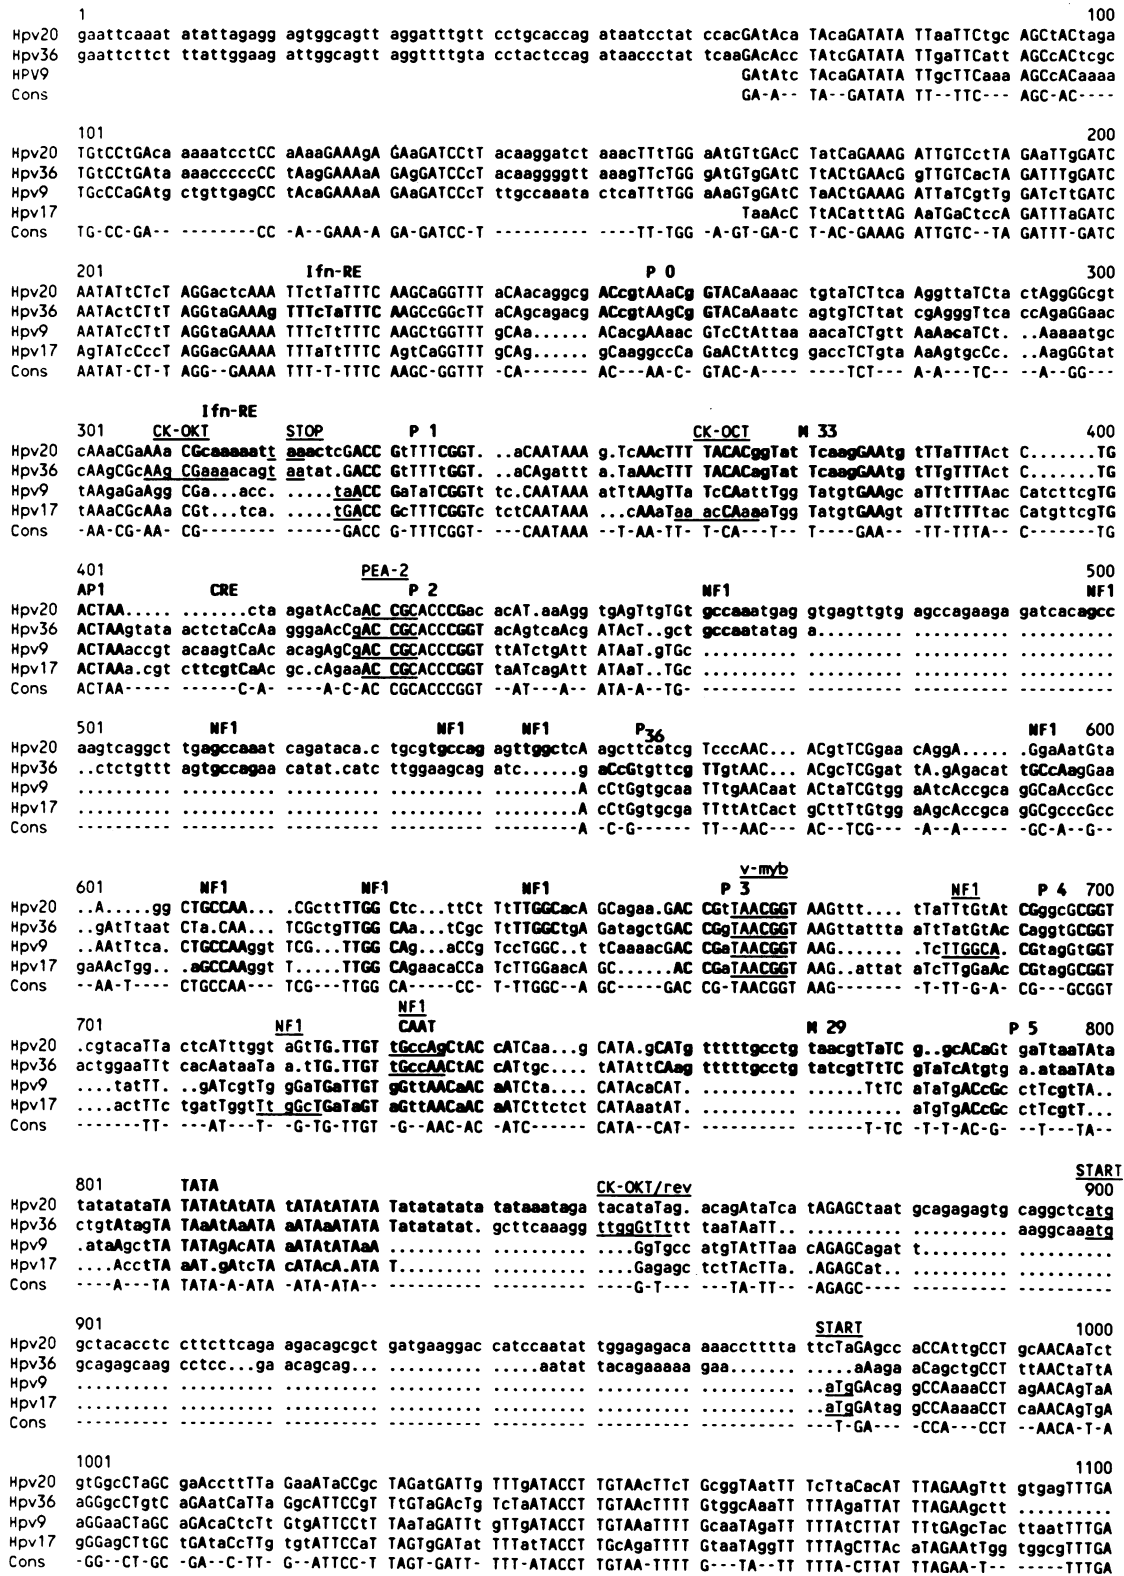 1 100
Hpv20 gaattcaaat atattagagg agtggcagtt aggatttgtt cctgcaccag ataatcctat ccacGAtAcA TAcaGATATA TTaaTTCtgc AGCtACtaga
Hpv36 gaattcttct ttattggaag attggcagtt aggttttgta cctactccag ataaccctat tcaaGAcAcc TAtcGATATA TTgaTTCatt AGCcACtcgc
HPV9 GAtAtc TAcaGATATA TTgcTTCaaa AGCcACaaaa
Cons GA-A-- TA--GATATA TT--TTC--- AGC-AC----
101 200
Hpv20 TGtCCtGAca aaaatcctCC aAaaGAAAgA GAaGATCCtT acaaggatct aaacTTtTGG aAtGTtGAcC TatCaGAAAG ATTGTCctTA GAaTTgGATC
Hpv36 TGtCCtGAta aaacccccCC taAgGAAAaA GAgGATCCcT acaaggggtt aaagTTcTGG gAtGTgGAtC TtACtGAAcG gTTGTCacTA GATTTgGATC
Hpv9 TGcCCaGAtg ctgttgagCC TacaGAAAaA GAaGATCCcT ttgccaaata ctcaTTtTGG aAaGTgGATC TaACtGAAAG ATTaTCgtTG GATcTtGATC
Hpv17 TaaAcC TtACatttAG AaTGaCtccA GATTTaGATC
Cons TG-CC-GA-- --------CC -A--GAAA-A GA-GATCC-T ---------- ----TT-TGG -A-GT-GA-C T-AC-GAAAG ATTGTC--TA GATTT-GATC
201 Ifn-RE P 0 300
Hpv20 AATATtCTcT AGGactcAAA TTctTaTTTC AAGCaGGTTT aCAacaggcg ACcgtAAaCg GTACaAaaac tgtaTCTtcA AggttaTCta ctAggGGcgt
Hpv36 AATActCTtT AGGtaGAAAg TTTcTaTTTC AAGCcGGctT acAgcagacg ACcgtAAgCg GTACaAaatc cagtgTCTtatc cgAgggTtca ccAgaGGaac
Hpv9 AATATcCTtT AGGtaGAAAA TTTtTgTTTC AAGCtGGTTT gCAa...... ACacgAAaac GTCctAttaa aacaTCTGtt aAaAacaTCt ..Aaaaatgc
Hpv17 AgTATcCccT AGGacGAAAA TTTaTtTTTC AgtCaGGTTT gCAg...... gCaaggccCa GaACtAttcg gaccTCTgta AaAgtgcCc. ..AagGGtat
Cons AATAT-CT-T AGG--GAAAA TTT-T-TTTC AAGC-GGTTT -CA------- AC---AA-C- GTAC-A---- ----TCT--- A-A---TC-- --A--GG---
Ifn-RE
301 CK-OKT STOP P 1 CK-OCT M 33 400
Hpv20 cAAaCGaAAa CGcaaaaatt aaactcGACC GtTTTCGGT. ..aCAATAAA g.TcAAcTTT TACACggTat TcaagGAAtg tTTaTTTActC C.......TG
Hpv36 cAAgCGcAAg CGaaaacagt aatat.GACC GtTTTCGGT. ..aCAgattt a.TaAAcTTT TACACagTat TcaaggAAtg tTTgTTTAct C.......TG
Hpv9 tAAgaGaAgg CGa...acc. .....taACC GaTaTCGGTt tc.CAATAAA atTtAAgTTa TcCAatTgg TatgtGAAgc aTTtTTTAAc CatcttcgTG
Hpv17 tAAaCGcAAa CGt...tca. .....tGACC GcTTTCGGTc tctCAATAAA ..cAAaTaa acCAaaaTgg TatgtGAAgt aTTtTTTtac CatgttcgTG
Cons -AA-CG-AA- CG-------- ------GACC G-TTTCGGT- ---CAATAAA --T-AA-TT- T-CA---T-- T----GAA-- -TT-TTTA-- C-------TG
401 PEA-2 500
AP1 CRE P 2 NF1 NF1
Hpv20 ACTAA..... .......cta agatAcCaAC CGCACCCGac acAT.aaAgg tgAgTtgTGt gccaaatgag gtgagttgtg agccagaaga gatcacagcc
Hpv36 ACTAAgtata actctaCcAa gggaAcCgAC CGCACCCGGT acAgtcaAcg ATAcT..gct gccaatatag a......... .......... ..........
Hpv9 ACTAAaccgt acaagtCaAc acagAgCgAC CGCACCCGGT ttATctgAtt ATAaT.gTGc .......... .......... .......... ..........
Hpv17 ACTAAa.cgt cttcgtCaAc gc.cAgaaAC CGCACCCGGT taATcagAtt ATAaT..TGc .......... .......... .......... ..........
Cons ACTAA----- ------C-A- ---A-C-AC CGCACCCGGT --AT---A-- ATA-A--TG- ---------- ---------- ---------- ----------
501 NF1 NF1 NF1 P36 NF1 600
Hpv20 aagtcaggct tgagccaaat cagataca.c tgcgtgccag agttggctcA agcttcatcg TcccAAC... ACgtTCGgaa cAggA..... .GgaAatGta
Hpv36 ..ctctgttt agtgccagaa catat.catc ttggaagcag atc......g aCcGtgttcg TTgtAAC... ACgcTCGgat tA.gAgacat tGCcAagGaa
Hpv9 .......... .......... .......... .......... .........A cCtGgtgcaa TTtgAACaat ACtaTCGtgg aAtcAccgca gGCaAccGcc
Hpv17 .......... .......... .......... .......... .........A ccTGgtgcga TTttAtCact gCttTtGtgg aAgcAccgca gGCgcccGcc
Cons ---------- ---------- ---------- ---------- ---------A -C-G------ TT--AAC--- AC--TCG--- -A--A----- -GC-A--G--
v-myb
601 NF1 NF1 NF1 P 3 NF1 P 4 700
Hpv20 ..A.....gg CTGCCAA... .CGcttTTGG Ctc...ttCt TtTTGGCacA GCagaa.GAC CGtTAACGGT AAGttt.... tTaTTtGtAt CGggcGCGGT
Hpv36 ..gAtTtaat CTa.CAA... TCGctgTTGG CAa..tCgc TtTTGGCtgA GatagctGAC CGgTAACGGT AAGTtattta aTtaTtGtAc CaggtGCGGT
Hpv9 ..AAtTtca. CTGCCAAggt TCG...TTGG CAg...aCCg tccTGGC..t tCaaaacGAC CGaTAACGGT AAG....... TcTTGGCA. CGtagGtGGT
Hpv17 gaAAcTgg.. .aGCCAAggt T.....TTGG CAgaacaCCa TcTTGGaacA GC......AC CGaTAACGGT AAG..attat aTcTTgGaAc CGtagGCGGT
Cons --AA-T---- CTGCCAA--- TCG---TTGG CA----CC-- T-TTGGC--A GC-----GAC CG-TAACGGT AAG------- -T-TT-G-A- CG---GCGGT
NF1
701 NF1 CAAT M 29 P 5 800
Hpv20 .cgtacaTTa ctcATttggt aGtTG.TTGT tGccAgCtAC cATCaa...g CATA.gCATg tttttgcctg taacgtTaTCg ..gcACaGt gaTtaaTAta
Hpv36 actggaaTTt cacAataaTa a.tTG.TTGT tGccAACtAC cATtgc.... tATAttCAag tttttgcctg tatcgtTtTC gTaTcAtgta a.ataaTAta
Hpv9 ...tatTT.. .gATcgtTtg GgaTGaTTGT gGttAACaAC aATCta.... CATAcaCAT. .......... ......TttC aTaTgACcGc ctTcgtTA..
Hpv17 ....actTTc tgatTggtTt gGcTGaTaGT aGttAACaAC aATCttctct CATAaatAT. .......... .......... aTgTgACcGc ctTcgtT...
Cons -------TT- ---AT---T- -G-TG-TTGT -G--AAC-AC -ATC------ CATA--CAT- ---------- ------T-TC -T-T-AC-G- --T---TA--
START
801 TATA CK-OKT/rev 900
Hpv20 tatatataTA TATAtAtATA tATAtATATA Tatatatata tataaataga tacataTag. acagAtaTca tAGAGCtaat gcagagagtg caggctcatg
Hpv36 ctgtAtagTA TAaAtAaATA aATAaATATA Tatatatat. gcttcaaagg ttggGtTttt taaTAaTT.. .......... .......... aaggcaaatg
Hpv9 .ataAgctTA TATAgAcATA aATAtATAaA .......... .......... ....GgTgcc atgTAtTTaa cAGAGCagat t......... ..........
Hpv17 ...AccttTA aAT.gAtcTA cATAcA.ATA T......... .......... ....Gagagc tctTAcTTa. .AGAGCat.. .......... ..........
Cons ----A---TA TATA-A-ATA -ATA-ATA-- ---------- ---------- ----G-T--- ---TA-TT-- -AGAGC---- ---------- ----------
901 START 1000
Hpv20 gctacacctc cttcttcaga agacagcgct gatgaaggac catccaatat tggagagaca aaacctttta ttcTaGAgcc aCCAttgCCT gcAACAaTct
Hpv36 gcagagcaag cctcc...ga acagcag... .......... .....aatat tacagaaaaa gaa....... .....aAaga aCAgctgCCT ttAACtaTtA
Hpv9 .......... .......... .......... .......... .......... .......... .......... ..aTgGAcag gCCAaaaCCT agAACAgTaA
Hpv17 .......... .......... .......... .......... .......... .......... .......... ..aTgGAtag gCCAaaaCCT caAACAgTgA
Cons ---------- ---------- ---------- ---------- ---------- ---------- ---------- ---T-GA--- -CCA---CCT --AACA-T-A
1001 1100
Hpv20 gtGgcCTaGC gaAccttTTa GaaATaCCgc TAGatGATTg TTTgATACCT TGTAAcTTcT GcggTAatTT TcTtaCacAT TTAGAAgTtt gtgagTTTGA
Hpv36 aGGgcCTgtC aGAatCaTTa GGcATTCCgT TtGTaGActG TCTaATACCT TGTAAcTTTT GtggcAaaTT TTTTAgaTTAT TTAGAAgctt
Hpv9 aGGaaCTaGC aGAcaCtcTt GtgATTCCtT TAataGATTt gTTgATACCT TGTAAaTTTT GcaaTAgaTT TTTTAtCTTAT TTtGAgcTac ttaatTTTGA
Hpv17 gGGagCTtGC tGAtaCcTTg tgtATTCCaT TAGTgGATat TTTatTACCT TGcAgaTTTT GtaaTAggTT TTTAgCTTAc aTAGAAtTgg tggcgTTTGA
Cons -GG--CT-GC -GA--C-TT- G--ATTCC-T TAGT-GATT- TTT-ATACCT TGTAA-TTTT G---TA--TT TTTA-CTTAT TTAGAA-T-- -----TTTGA